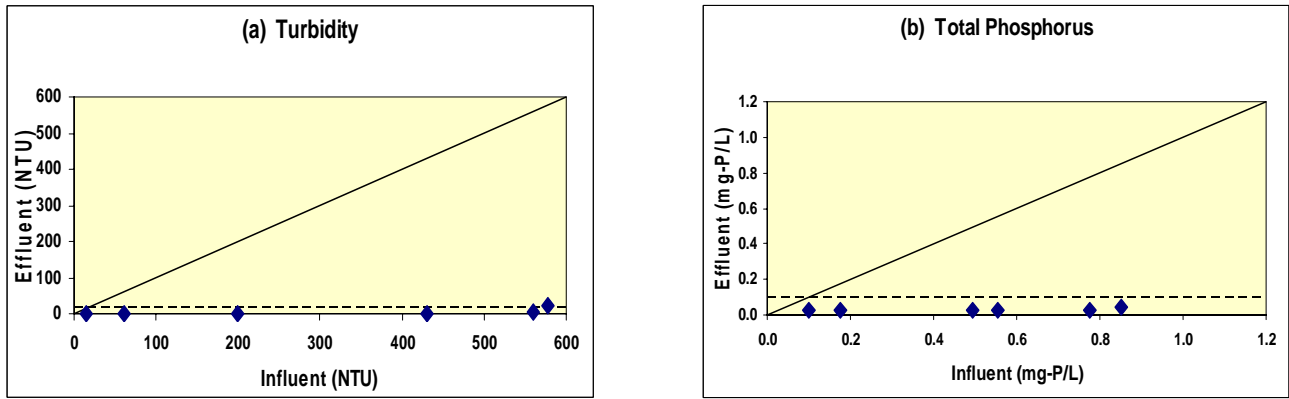 (a) Turbidity
600
500
400
300
200
100
0
Effluent (NTU)
0 100 200 300 400 500 600
Influent (NTU)
(b) Total Phosphorus
1.2
1.0
0.8
0.6
0.4
0.2
0.0
Effluent (mg-P/L)
0.0 0.2 0.4 0.6 0.8 1.0 1.2
Influent (mg-P/L)